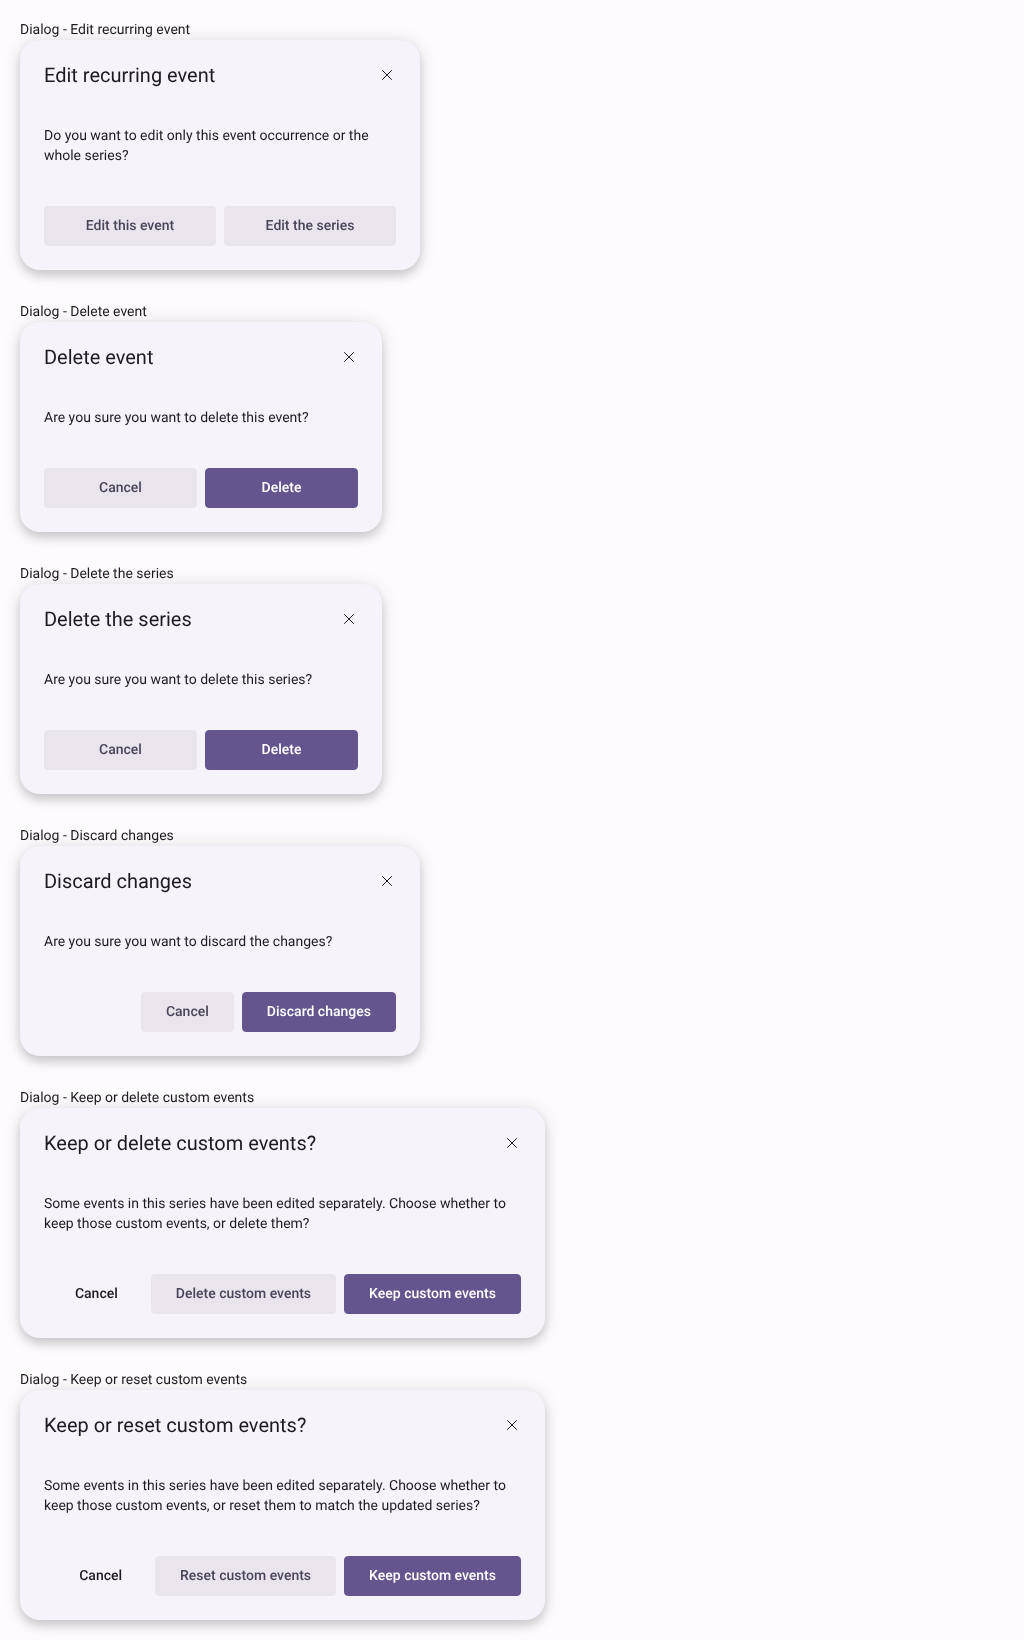 Dialog - Edit recurring event
Edit recurring event
Do you want to edit only this event occurrence or the
whole series?
Edit this event Edit the series
Dialog - Delete event
Delete event
Are you sure you want to delete this event?
Cancel Delete
Dialog - Delete the series
Delete the series
Are you sure you want to delete this series?
Cancel Delete
Dialog - Discard changes
Discard changes
Are you sure you want to discard the changes?
Cancel Discard changes
Dialog - Keep or delete custom events
Keep or delete custom events?
Some events in this series have been edited separately. Choose whether to
keep those custom events, or delete them?
Cancel Delete custom events Keep custom events
Dialog - Keep or reset custom events
Keep or reset custom events?
Some events in this series have been edited separately. Choose whether to
keep those custom events, or reset them to match the updated series?
Cancel Reset custom events Keep custom events